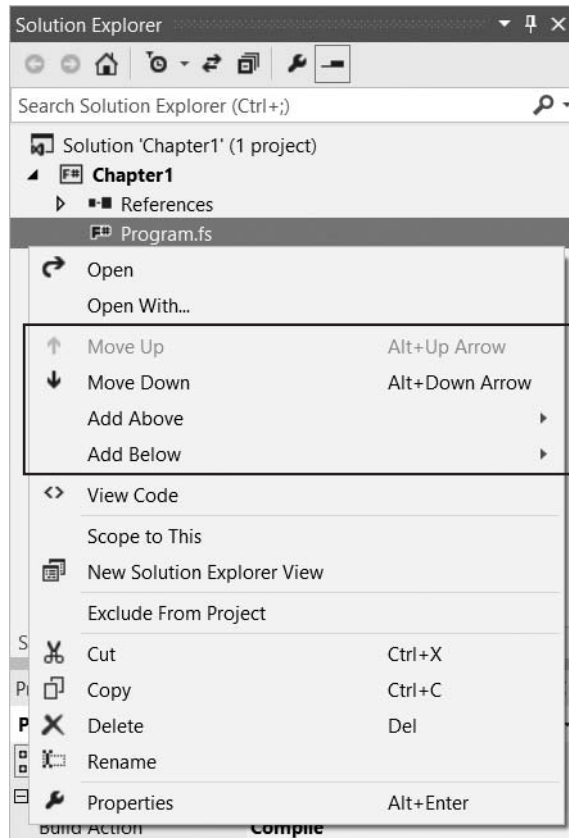 Solution Explorer
Search Solution Explorer (Ctrl+;)
Solution 'Chapter1' (1 project)
F# Chapter1
References
F# Program.fs
Open
Open With...
Move Up Alt+Up Arrow
Move Down Alt+Down Arrow
Add Above
Add Below
View Code
Scope to This
New Solution Explorer View
Exclude From Project
Cut Ctrl+X
Copy Ctrl+C
Delete Del
Rename
Properties Alt+Enter
Build Action Compile